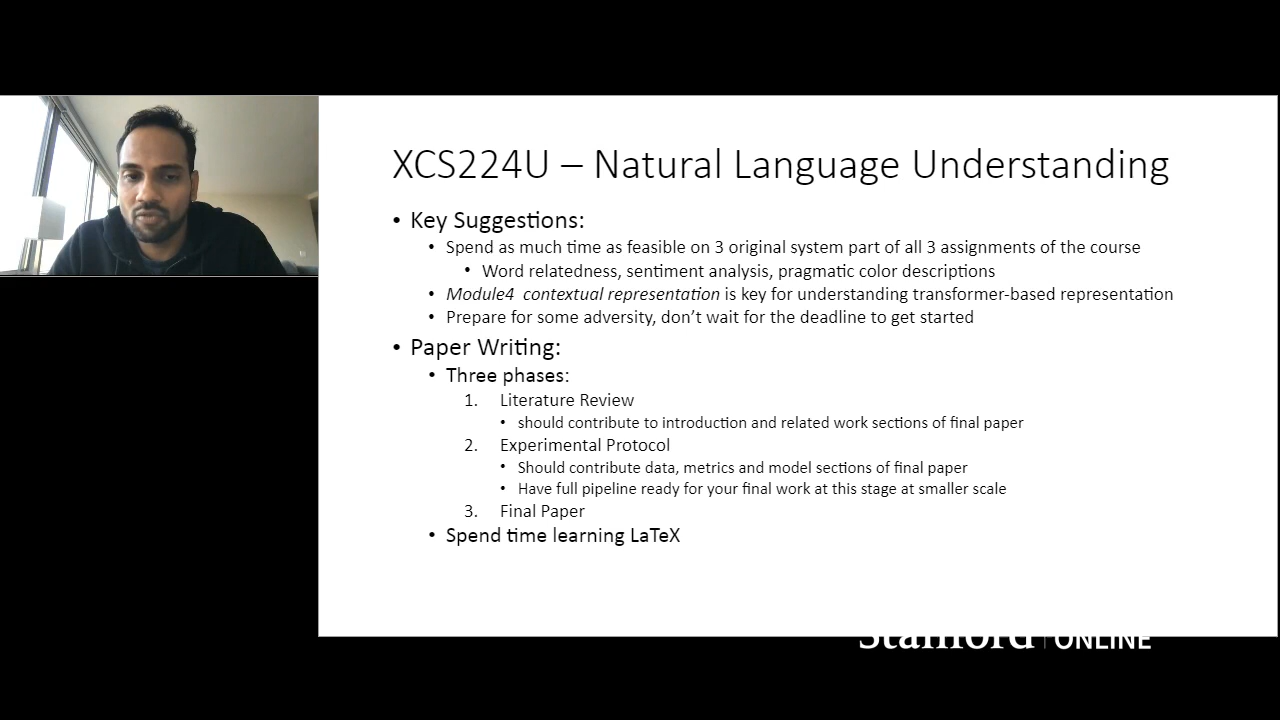 XCS224U – Natural Language Understanding
• Key Suggestions:
• Spend as much time as feasible on 3 original system part of all 3 assignments of the course
• Word relatedness, sentiment analysis, pragmatic color descriptions
• Module4 contextual representation is key for understanding transformer-based representation
• Prepare for some adversity, don’t wait for the deadline to get started
• Paper Writing:
• Three phases:
1. Literature Review
• should contribute to introduction and related work sections of final paper
2. Experimental Protocol
• Should contribute data, metrics and model sections of final paper
• Have full pipeline ready for your final work at this stage at smaller scale
3. Final Paper
• Spend time learning LaTeX
Stanford | ONLINE